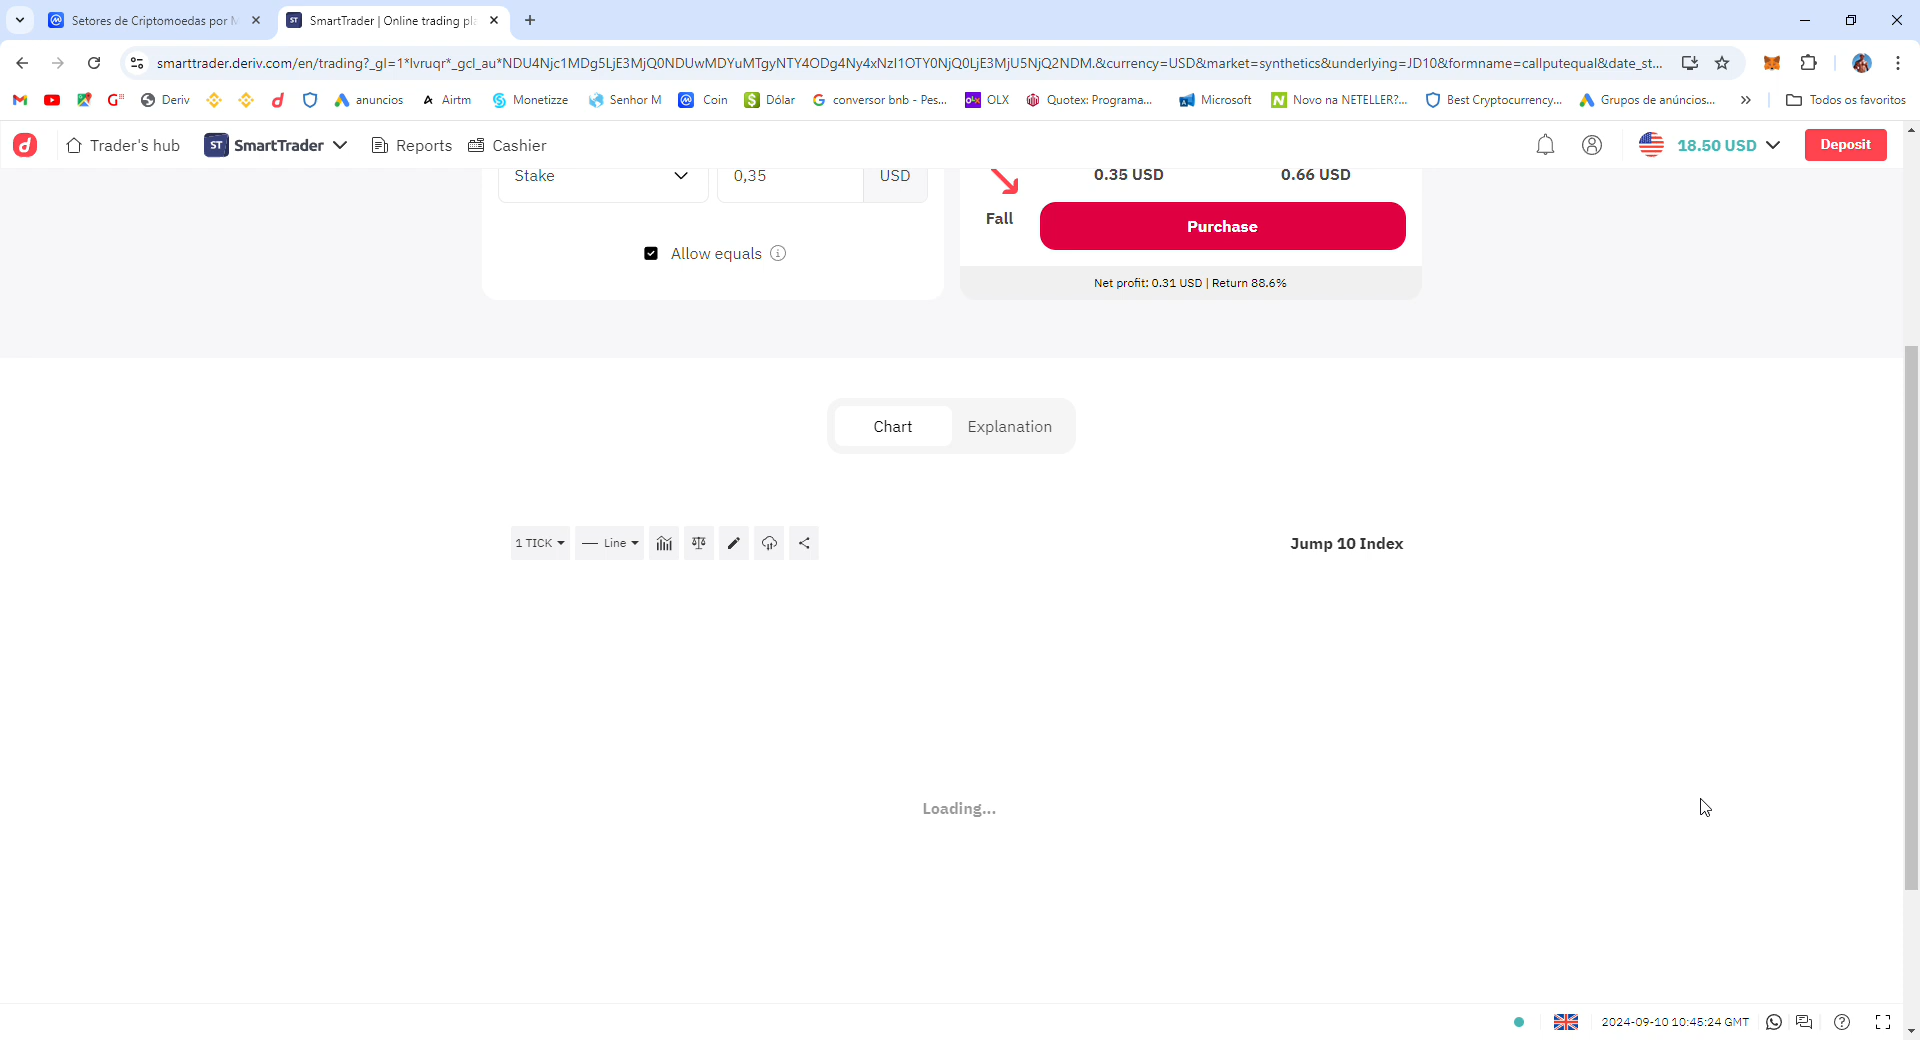 Setores de Criptomoedas por M
SmartTrader | Online trading pla
smarttrader.deriv.com/en/trading?_gl=1*lvruqr*_gcl_au*NDU4Njc1MDg5LjE3MjQ0NDUwMDYuMTgyNTY4ODg4Ny4xNzI1OTY0NjQ0LjE3MjU5NjQ2NDM.&currency=USD&market=synthetics&underlying=JD10&formname=callputequal&date_st...
Deriv
anuncios
Airtm
Monetizze
Senhor M
Coin
Dólar
conversor bnb - Pes...
OLX
Quotex: Programa...
Microsoft
Novo na NETELLER?...
Best Cryptocurrency...
Grupos de anúncios...
Todos os favoritos
Trader's hub
ST SmartTrader
Reports
Cashier
18.50 USD
Deposit
Stake
0,35
USD
0.35 USD
0.66 USD
Fall
Purchase
Allow equals
Net profit: 0.31 USD | Return 88.6%
Chart
Explanation
1 TICK
Line
Jump 10 Index
Loading...
2024-09-10 10:45:24 GMT